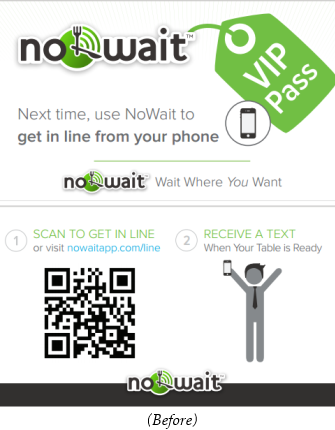 nowait™
VIP
Pass
Next time, use NoWait to
get in line from your phone
nowait™ Wait Where You Want
1 SCAN TO GET IN LINE
or visit nowaitapp.com/line
2 RECEIVE A TEXT
When Your Table is Ready
nowait™
(Before)